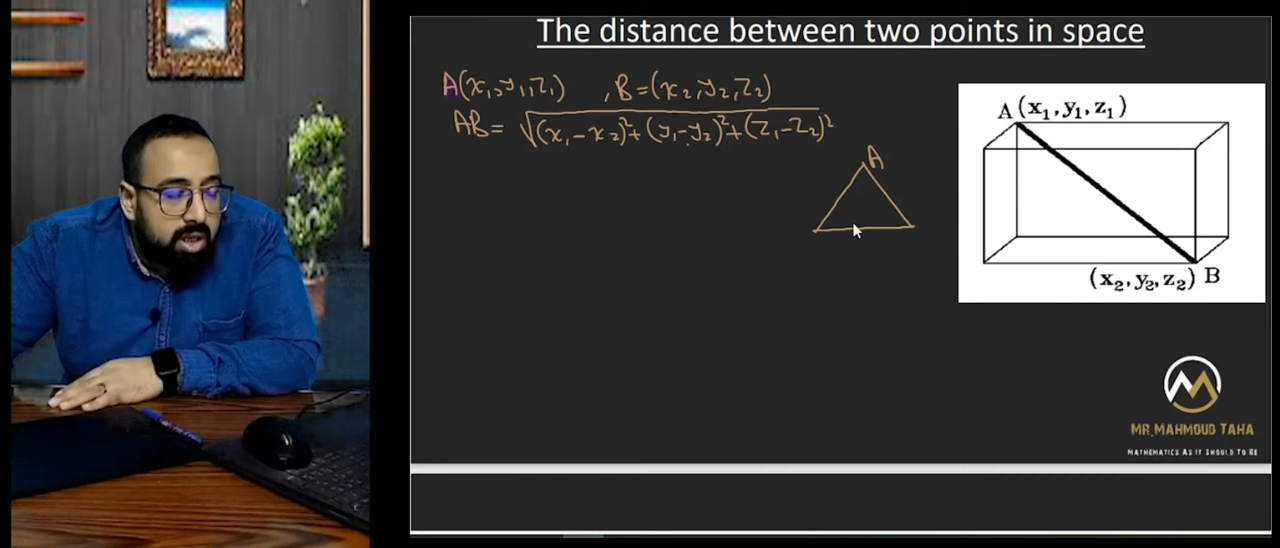 The distance between two points in space
A(x₁,y₁,z₁) , B=(x₂,y₂,z₂)
AB= √(x₁-x₂)²+(y₁-y₂)²+(z₁-z₂)²
A
A (x₁, y₁, z₁)
(x₂, y₂, z₂) B
MR,MAHMOUD TAHA
MATHEMATICS AS IT SHOULD TO BE